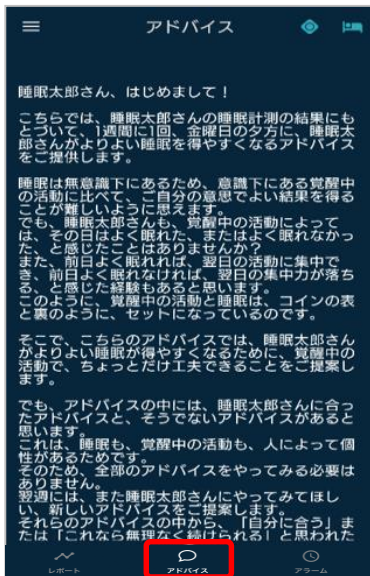 アドバイス
睡眠太郎さん、はじめまして！
こちらでは、睡眠太郎さんの睡眠計測の結果にも
とづいて、1週間に1回、金曜日の夕方に、睡眠太
郎さんがよりよい睡眠を得やすくなるアドバイス
をご提供します。
睡眠は無意識下にあるため、意識下にある覚醒中
の活動に比べて、ご自分の意思でよい結果を得る
ことが難しいように思えます。
でも、睡眠太郎さんも、覚醒中の活動によって
は、その日はよく眠れた、またはよく眠れなかっ
た、と感じたことはありませんか？
また、前日よく眠れれば、翌日の活動に集中で
き、前日よく眠れなければ、翌日の集中力が落ち
る、と感じた経験もあると思います。
このように、覚醒中の活動と睡眠は、コインの表
と裏のように、セットになっているのです。
そこで、こちらのアドバイスでは、睡眠太郎さん
がよりよい睡眠が得やすくなるために、覚醒中の
活動で、ちょっとだけ工夫できることをご提案し
ます。
でも、アドバイスの中には、睡眠太郎さんに合っ
たアドバイスと、そうでないアドバイスがあると
思います。
これは、睡眠も、覚醒中の活動も、人によって個
性があるためです。
そのため、全部のアドバイスをやってみる必要は
ありません。
翌週には、また睡眠太郎さんにやってみてほし
い、新しいアドバイスをご提案します。
それらのアドバイスの中から、「自分に合う」ま
たは「これなら無理なく続けられる」と思われた
レポート
アドバイス
アラーム